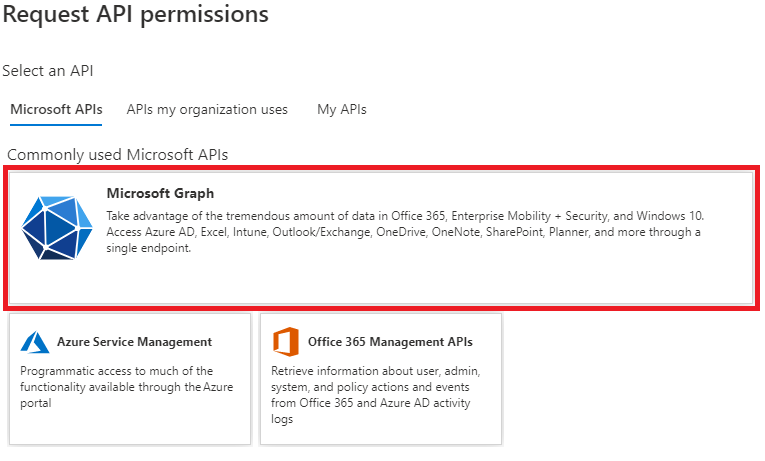 Request API permissions
Select an API
Microsoft APIs APIs my organization uses My APIs
Commonly used Microsoft APIs
Microsoft Graph
Take advantage of the tremendous amount of data in Office 365, Enterprise Mobility + Security, and Windows 10.
Access Azure AD, Excel, Intune, Outlook/Exchange, OneDrive, OneNote, SharePoint, Planner, and more through a
single endpoint.
Azure Service Management
Programmatic access to much of the
functionality available through the Azure
portal
Office 365 Management APIs
Retrieve information about user, admin,
system, and policy actions and events
from Office 365 and Azure AD activity
logs